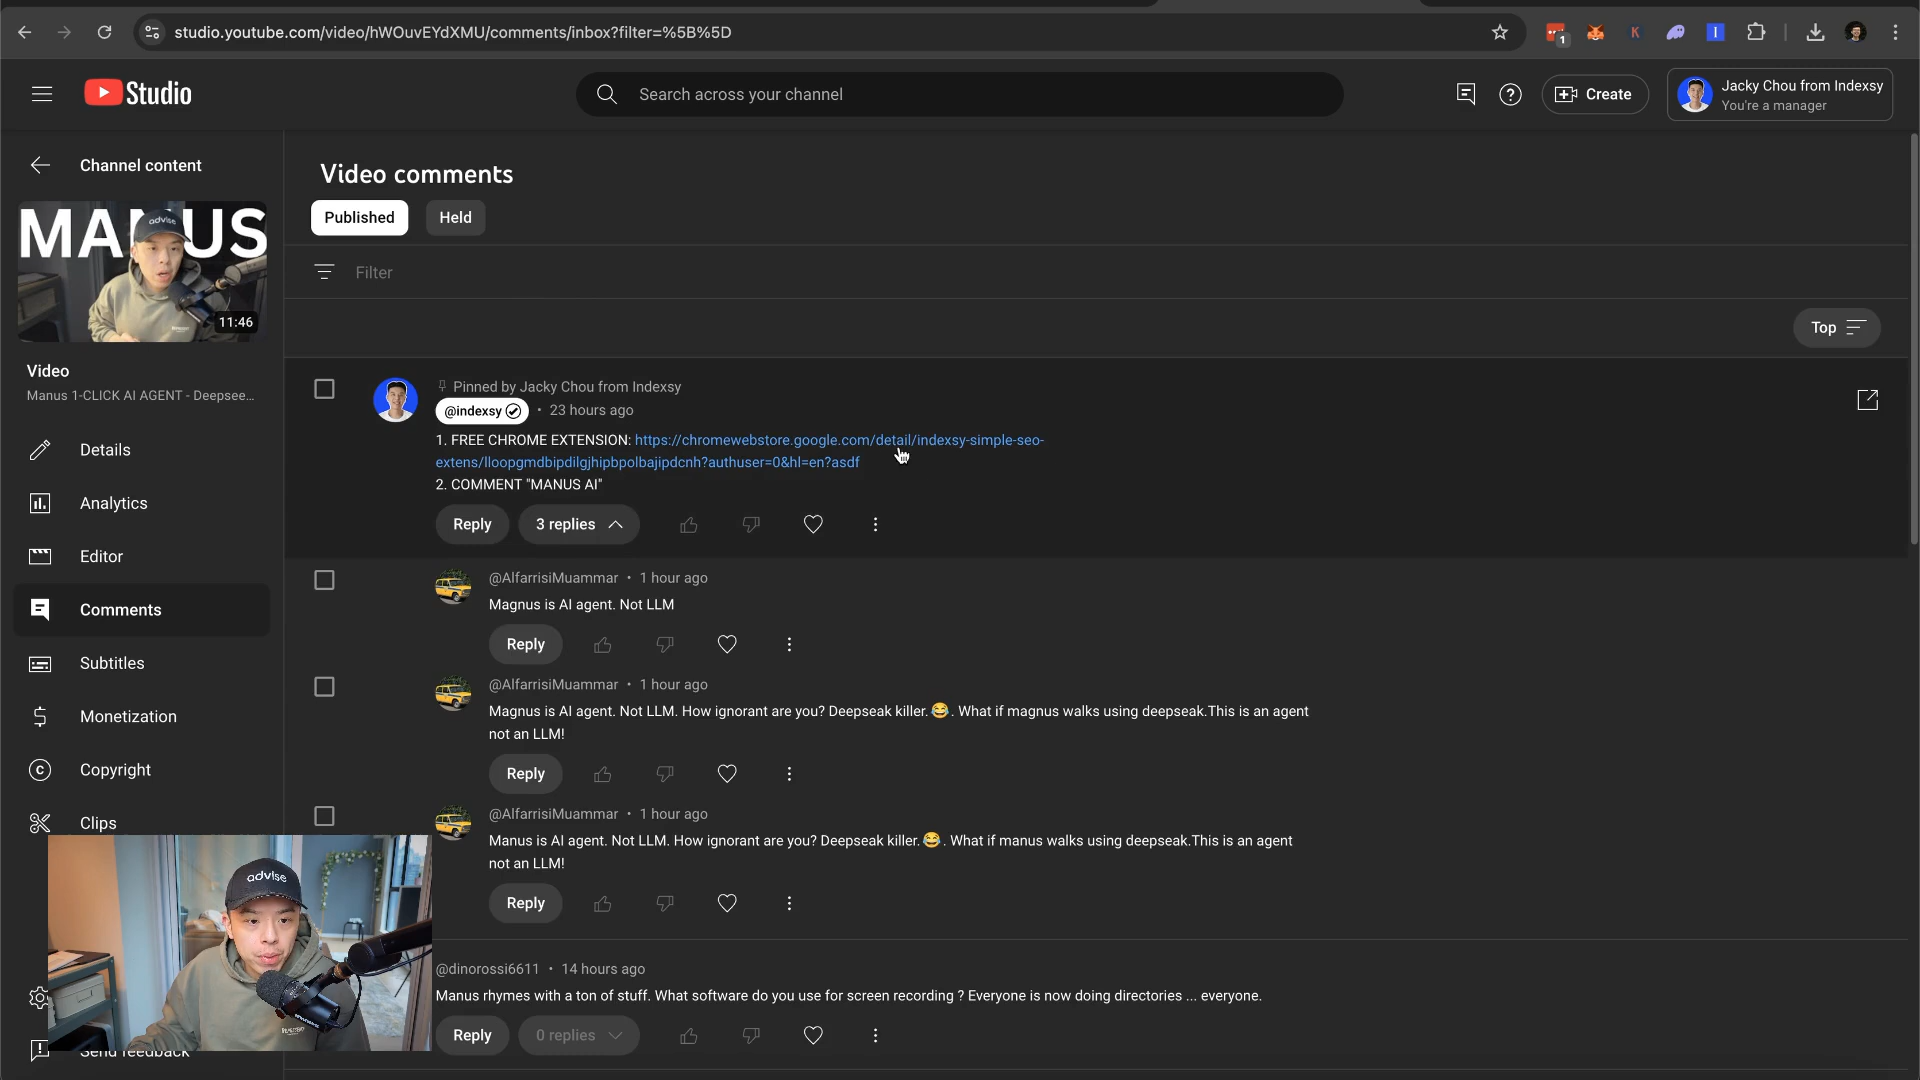 studio.youtube.com/video/hWOuvEYdXMU/comments/inbox?filter=%5B%5D
1
K
I
Studio
Search across your channel
Create
Jacky Chou from Indexsy
You're a manager
Channel content
MANUS
advise
11:46
Video
Manus 1-CLICK AI AGENT - Deepsee...
Details
Analytics
Editor
Comments
Subtitles
Monetization
Copyright
Clips
Send feedback
Video comments
Published
Held
Filter
Top
Pinned by Jacky Chou from Indexsy
@indexsy • 23 hours ago
1. FREE CHROME EXTENSION: https://chromewebstore.google.com/detail/indexsy-simple-seo-
extens/lloopgmdbipdilgjhipbpolbajipdcnh?authuser=0&hl=en?asdf
2. COMMENT "MANUS AI"
Reply 3 replies
@AlfarrisiMuammar • 1 hour ago
Magnus is AI agent. Not LLM
Reply
@AlfarrisiMuammar • 1 hour ago
Magnus is AI agent. Not LLM. How ignorant are you? Deepseak killer.😂. What if magnus walks using deepseak.This is an agent
not an LLM!
Reply
@AlfarrisiMuammar • 1 hour ago
Manus is AI agent. Not LLM. How ignorant are you? Deepseak killer.😂. What if manus walks using deepseak.This is an agent
not an LLM!
Reply
advise
@dinorossi6611 • 14 hours ago
Manus rhymes with a ton of stuff. What software do you use for screen recording ? Everyone is now doing directories ... everyone.
Reply 0 replies